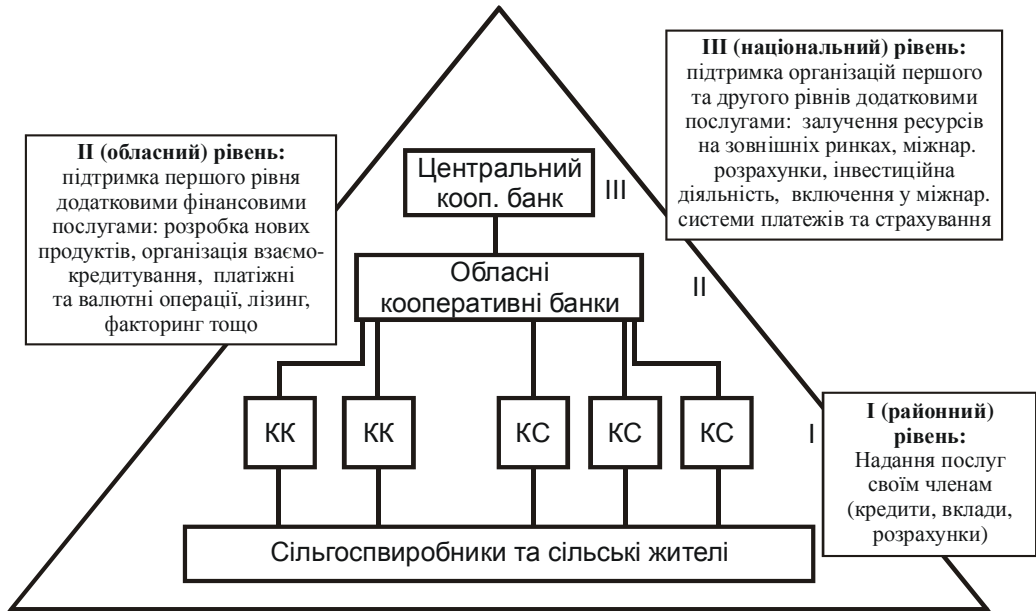 III (національний) рівень:
підтримка організацій першого
та другого рівнів додатковими
послугами: залучення ресурсів
на зовнішніх ринках, міжнар.
розрахунки, інвестиційна
діяльність, включення у міжнар.
системи платежів та страхування
II (обласний) рівень:
підтримка першого рівня
додатковими фінансовими
послугами: розробка нових
продуктів, організація взаємо-
кредитування, платіжні
та валютні операції, лізинг,
факторинг тощо
Центральний
кооп. банк
III
Обласні
кооперативні банки
II
КК
КК
КС
КС
КС
I
I (районний)
рівень:
Надання послуг
своїм членам
(кредити, вклади,
розрахунки)
Сільгоспвиробники та сільські жителі